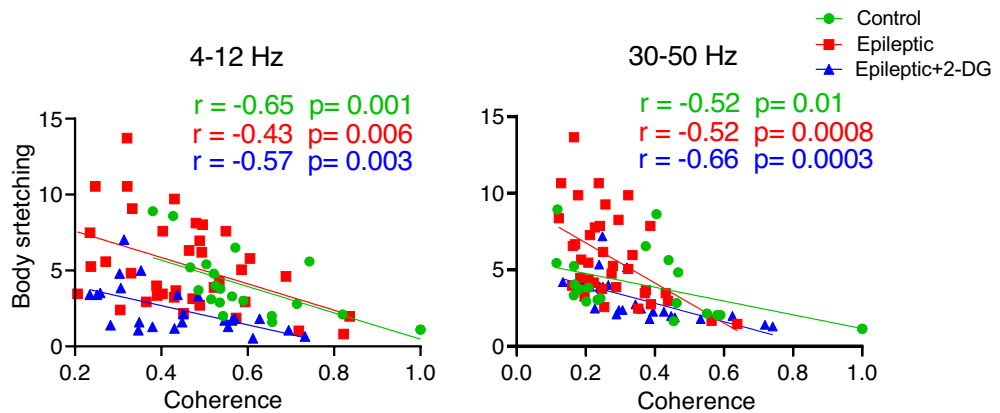 Control
Epileptic
Epileptic+2-DG
4-12 Hz
r = -0.65 p= 0.001
r = -0.43 p= 0.006
r = -0.57 p= 0.003
15
10
5
0
Body srtetching
0.2 0.4 0.6 0.8 1.0
Coherence
30-50 Hz
r = -0.52 p= 0.01
r = -0.52 p= 0.0008
r = -0.66 p= 0.0003
15
10
5
0
0.0 0.2 0.4 0.6 0.8 1.0
Coherence